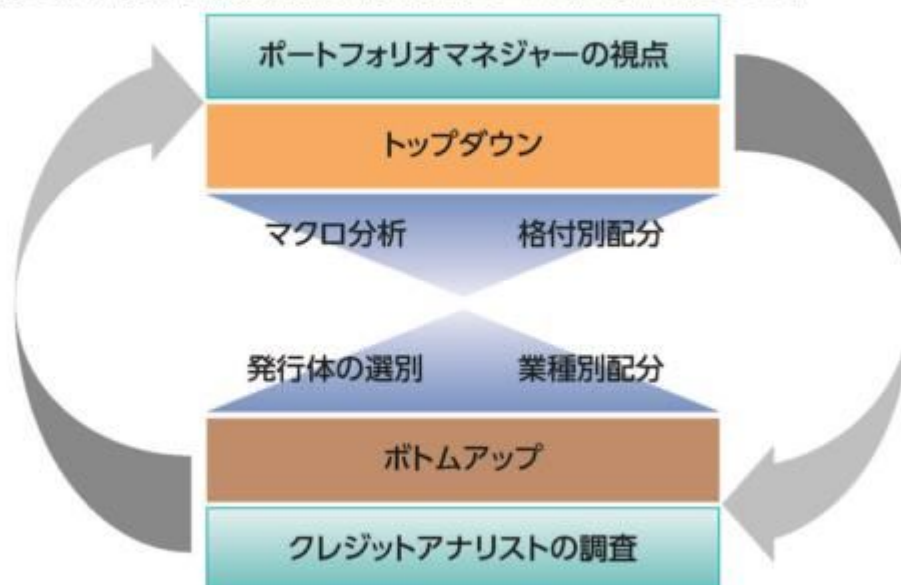 ポートフォリオマネジャーの視点
トップダウン
マクロ分析 格付別配分
発行体の選別 業種別配分
ボトムアップ
クレジットアナリストの調査